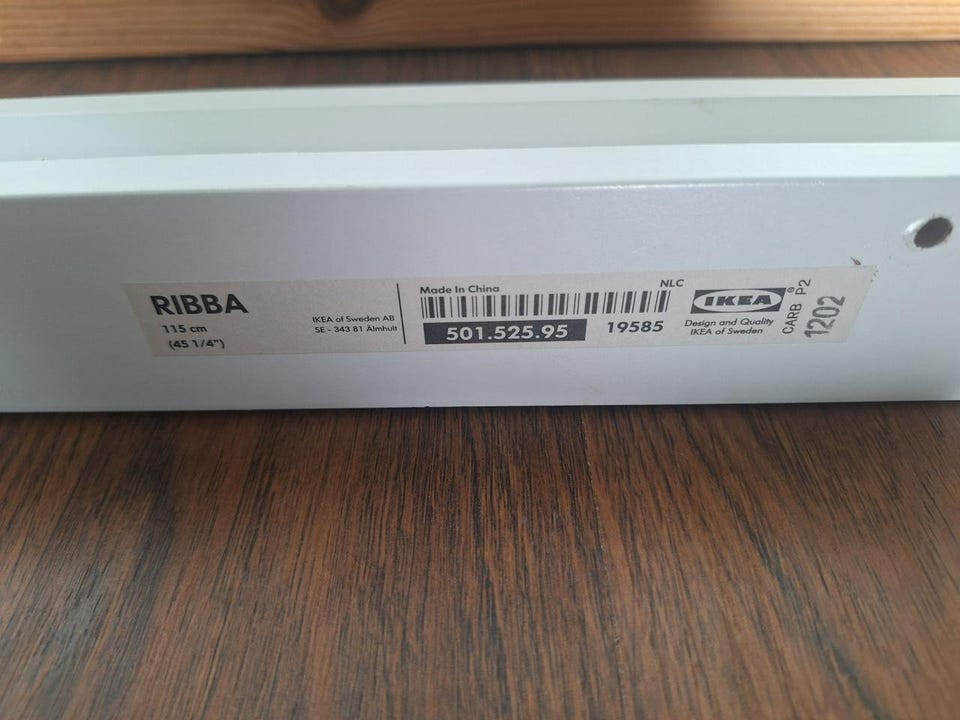 RIBBA
115 cm
(45 1/4")
IKEA of Sweden AB
SE - 343 81 Älmhult
Made In China
NLC
501.525.95
19585
IKEA®
Design and Quality
IKEA of Sweden
CARB P2
1202